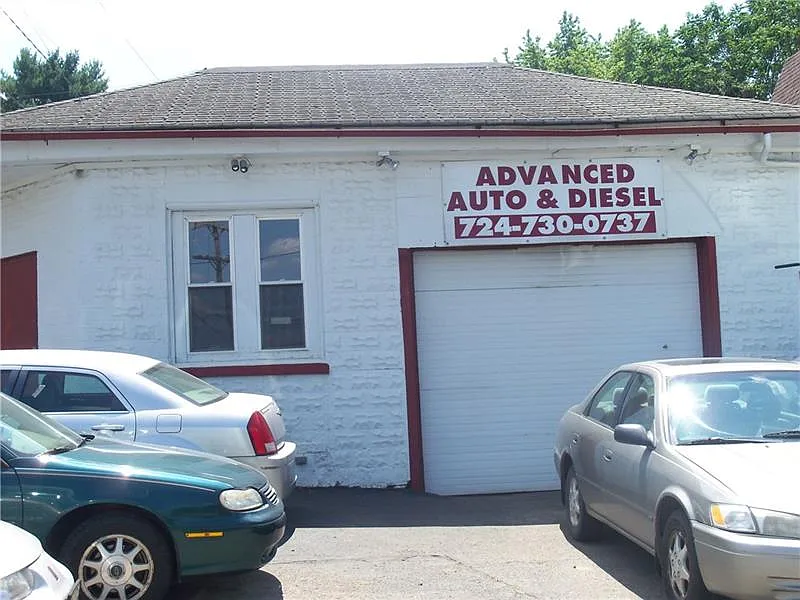 ADVANCED
AUTO & DIESEL
724-730-0737